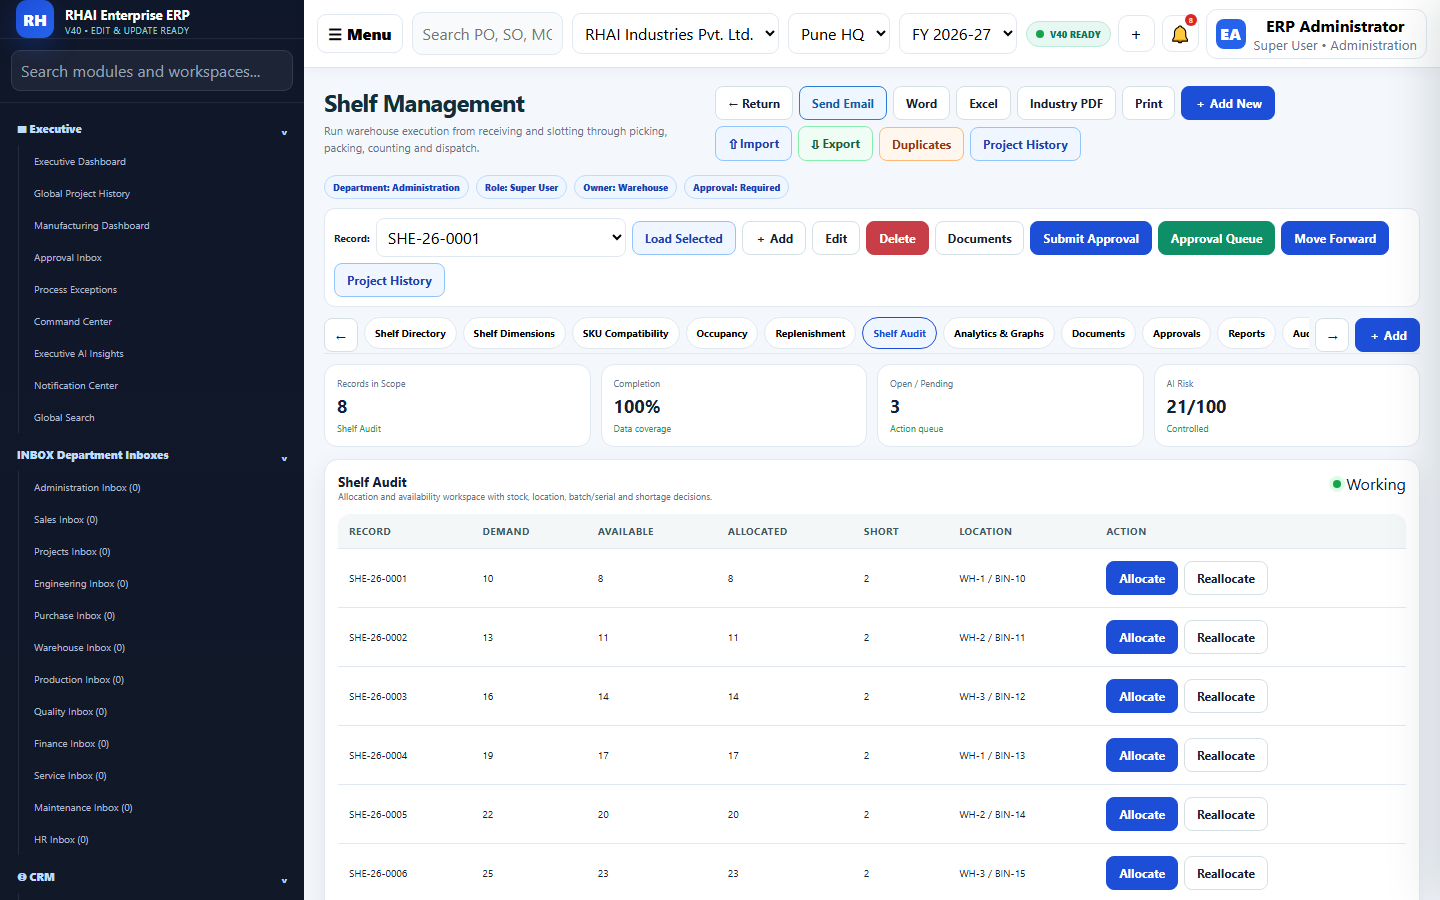 RH
RHAI Enterprise ERP
V40 • EDIT & UPDATE READY
Search modules and workspaces...
Executive
Executive Dashboard
Global Project History
Manufacturing Dashboard
Approval Inbox
Process Exceptions
Command Center
Executive AI Insights
Notification Center
Global Search
INBOX Department Inboxes
Administration Inbox (0)
Sales Inbox (0)
Projects Inbox (0)
Engineering Inbox (0)
Purchase Inbox (0)
Warehouse Inbox (0)
Production Inbox (0)
Quality Inbox (0)
Finance Inbox (0)
Service Inbox (0)
Maintenance Inbox (0)
HR Inbox (0)
CRM
☰ Menu
Search PO, SO, MO
RHAI Industries Pvt. Ltd.
Pune HQ
FY 2026-27
V40 READY
+
8
EA
ERP Administrator
Super User • Administration
Shelf Management
Run warehouse execution from receiving and slotting through picking,
packing, counting and dispatch.
← Return
Send Email
Word
Excel
Industry PDF
Print
+ Add New
⇧ Import
⇩ Export
Duplicates
Project History
Department: Administration
Role: Super User
Owner: Warehouse
Approval: Required
Record:
SHE-26-0001
Load Selected
+ Add
Edit
Delete
Documents
Submit Approval
Approval Queue
Move Forward
Project History
←
Shelf Directory
Shelf Dimensions
SKU Compatibility
Occupancy
Replenishment
Shelf Audit
Analytics & Graphs
Documents
Approvals
Reports
→
+ Add
Records in Scope
8
Shelf Audit
Completion
100%
Data coverage
Open / Pending
3
Action queue
AI Risk
21/100
Controlled
Shelf Audit
Allocation and availability workspace with stock, location, batch/serial and shortage decisions.
Working
RECORD DEMAND AVAILABLE ALLOCATED SHORT LOCATION ACTION
SHE-26-0001 10 8 8 2 WH-1 / BIN-10 Allocate Reallocate
SHE-26-0002 13 11 11 2 WH-2 / BIN-11 Allocate Reallocate
SHE-26-0003 16 14 14 2 WH-3 / BIN-12 Allocate Reallocate
SHE-26-0004 19 17 17 2 WH-1 / BIN-13 Allocate Reallocate
SHE-26-0005 22 20 20 2 WH-2 / BIN-14 Allocate Reallocate
SHE-26-0006 25 23 23 2 WH-3 / BIN-15 Allocate Reallocate